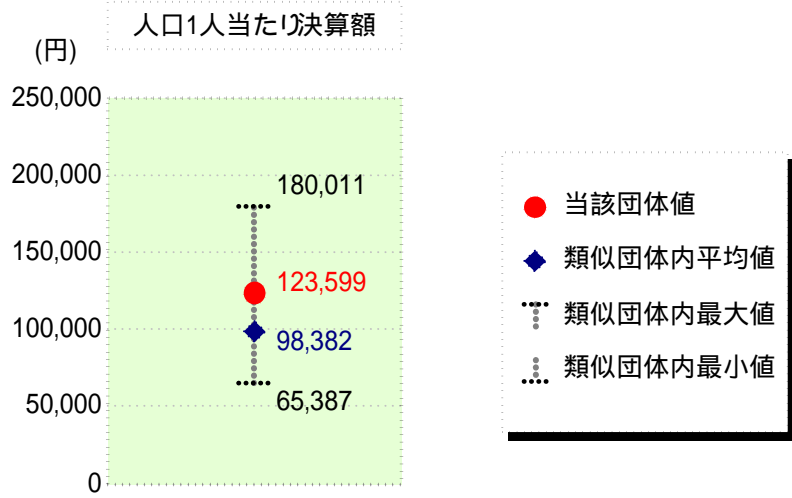 人口1人当たり決算額
(円)
250,000
200,000
180,011
150,000
123,599
100,000
98,382
65,387
50,000
0
当該団体値
類似団体内平均値
類似団体内最大値
類似団体内最小値